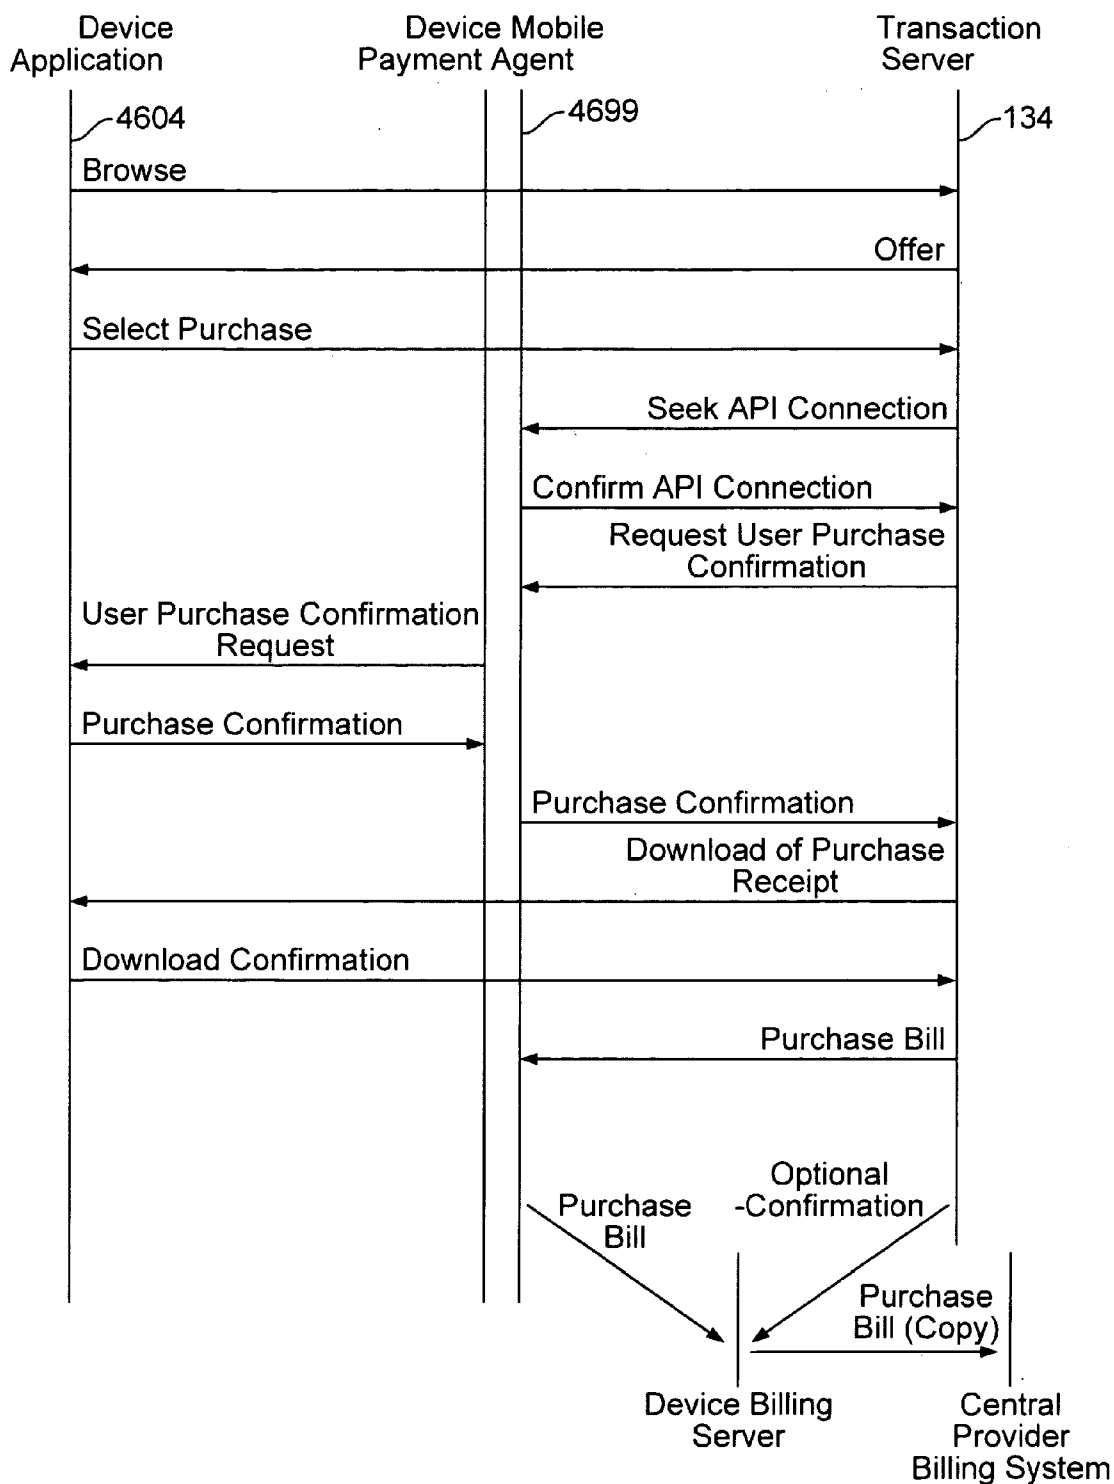 Device
Application
Device Mobile
Payment Agent
Transaction
Server
4604
4699
134
Browse
Offer
Select Purchase
Seek API Connection
Confirm API Connection
Request User Purchase
Confirmation
User Purchase Confirmation
Request
Purchase Confirmation
Purchase Confirmation
Download of Purchase
Receipt
Download Confirmation
Purchase Bill
Purchase
Bill
Optional
-Confirmation
Purchase
Bill (Copy)
Device Billing
Server
Central
Provider
Billing System